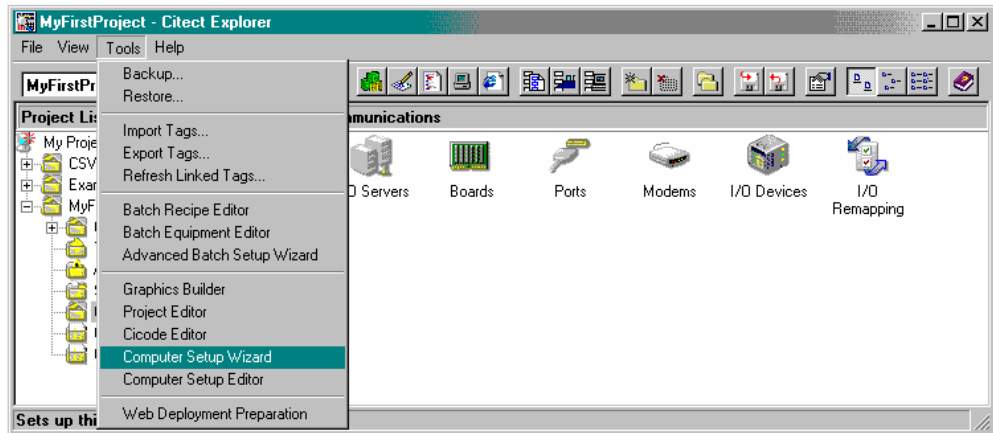 MyFirstProject - Citect Explorer
File View Tools Help
MyFirstPr
Backup...
Restore...
Import Tags...
Export Tags...
Refresh Linked Tags...
Batch Recipe Editor
Batch Equipment Editor
Advanced Batch Setup Wizard
Graphics Builder
Project Editor
Cicode Editor
Computer Setup Wizard
Computer Setup Editor
Web Deployment Preparation
Project Lis
mmunications
My Proje
CSV
Exar
MyF
O Servers
Boards
Ports
Modems
I/O Devices
I/O
Remapping
Sets up thi